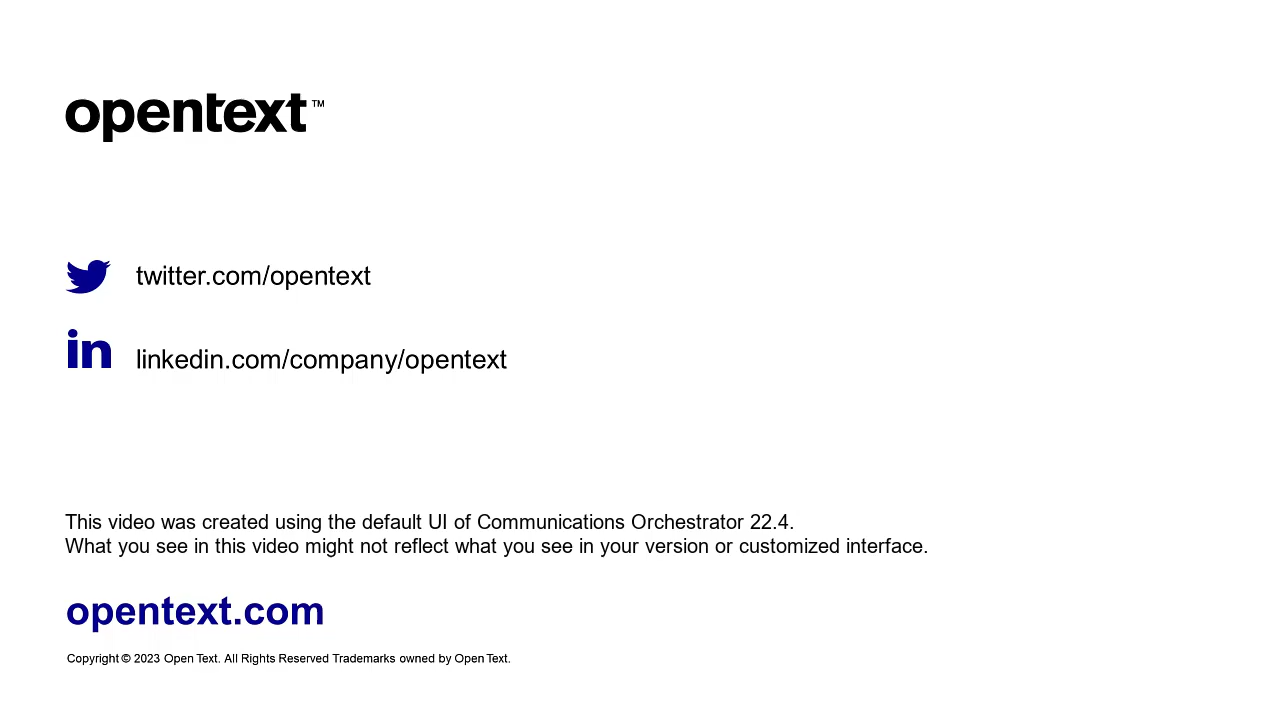 opentext™
twitter.com/opentext
in
linkedin.com/company/opentext
This video was created using the default UI of Communications Orchestrator 22.4.
What you see in this video might not reflect what you see in your version or customized interface.
opentext.com
Copyright © 2023 Open Text. All Rights Reserved Trademarks owned by Open Text.